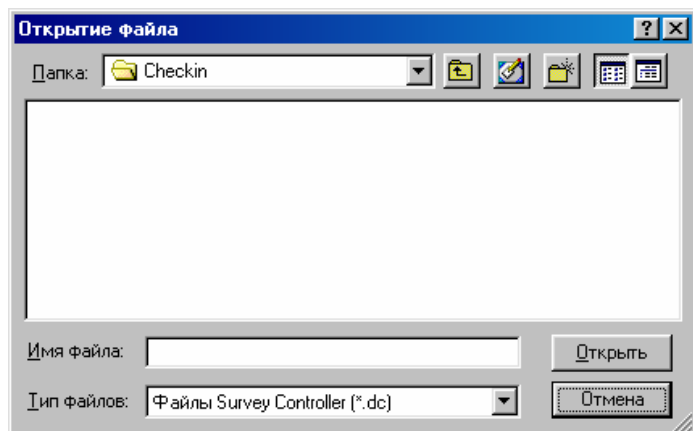 Открытие файла
Папка: Checkin
Имя файла:
Открыть
Тип файлов: Файлы Survey Controller (*.dc)
Отмена